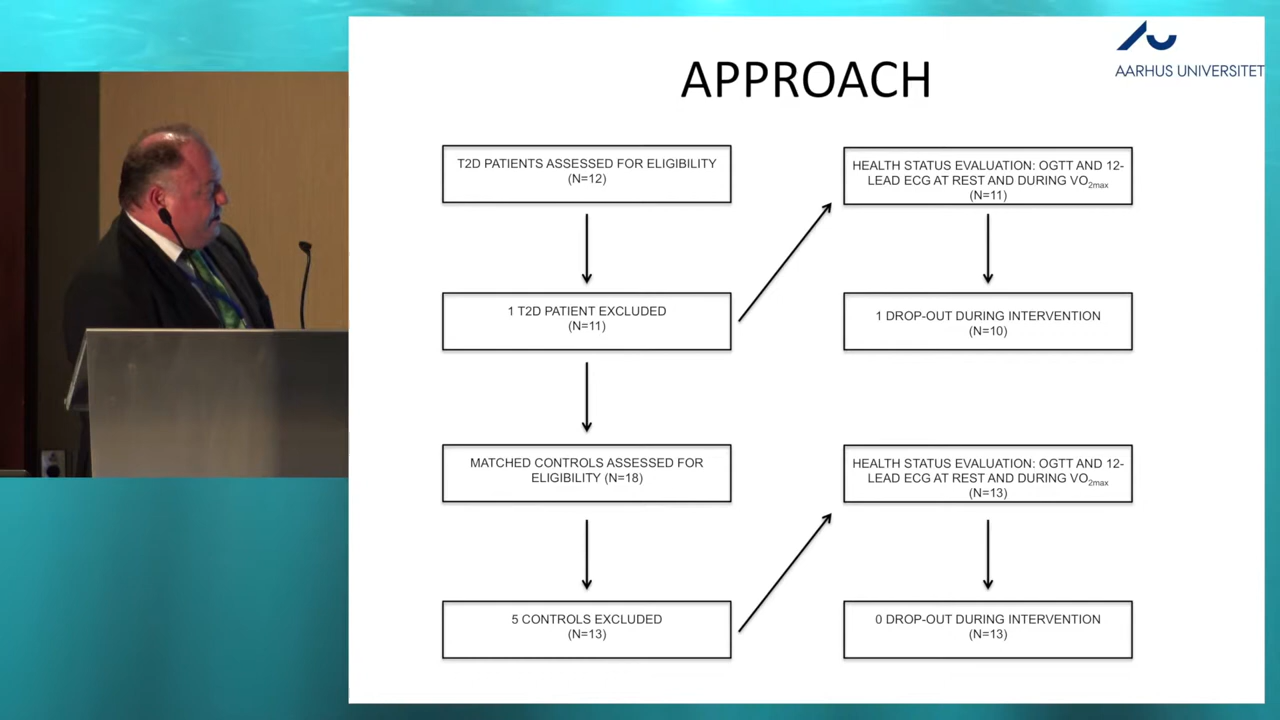 AARHUS UNIVERSITET
APPROACH
T2D PATIENTS ASSESSED FOR ELIGIBILITY
(N=12)
1 T2D PATIENT EXCLUDED
(N=11)
HEALTH STATUS EVALUATION: OGTT AND 12-
LEAD ECG AT REST AND DURING VO2max
(N=11)
1 DROP-OUT DURING INTERVENTION
(N=10)
MATCHED CONTROLS ASSESSED FOR
ELIGIBILITY (N=18)
5 CONTROLS EXCLUDED
(N=13)
HEALTH STATUS EVALUATION: OGTT AND 12-
LEAD ECG AT REST AND DURING VO2max
(N=13)
0 DROP-OUT DURING INTERVENTION
(N=13)